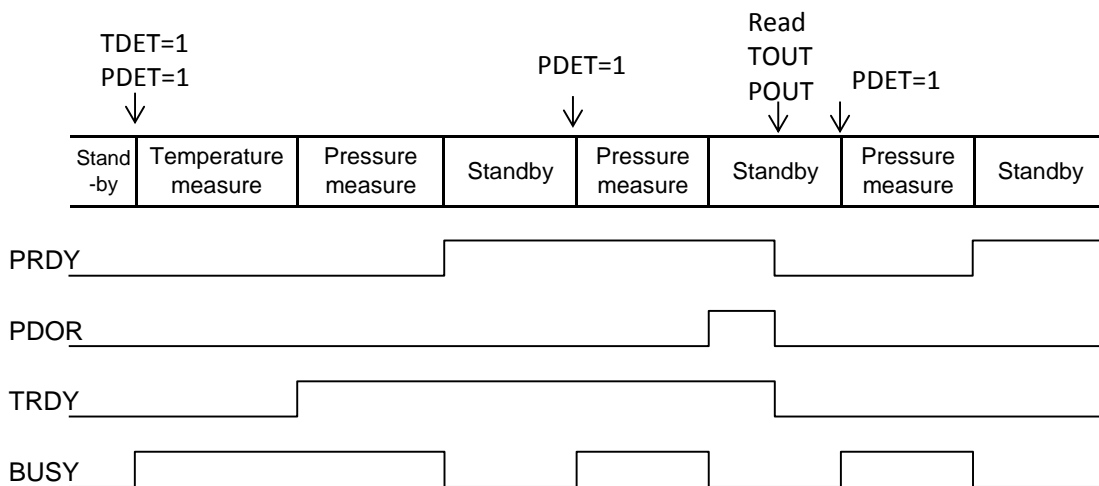 TDET=1
PDET=1
PDET=1
Read
TOUT
POUT
PDET=1
Stand
-by
Temperature
measure
Pressure
measure
Standby
Pressure
measure
Standby
Pressure
measure
Standby
PRDY
PDOR
TRDY
BUSY